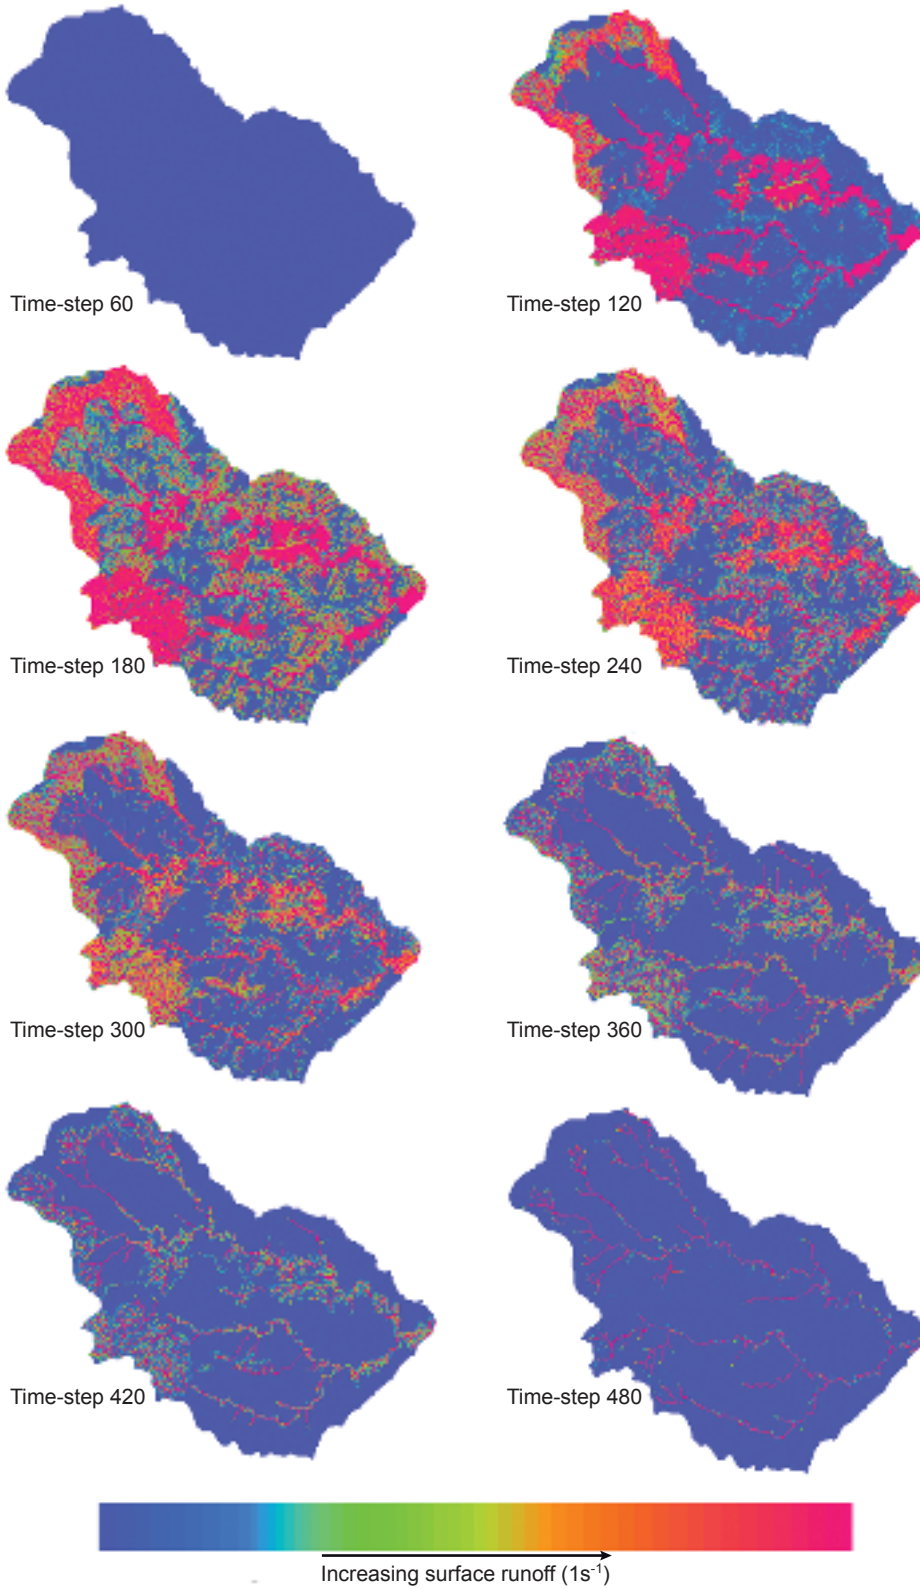 Time-step 60
Time-step 120
Time-step 180
Time-step 240
Time-step 300
Time-step 360
Time-step 420
Time-step 480
Increasing surface runoff (1s⁻¹)